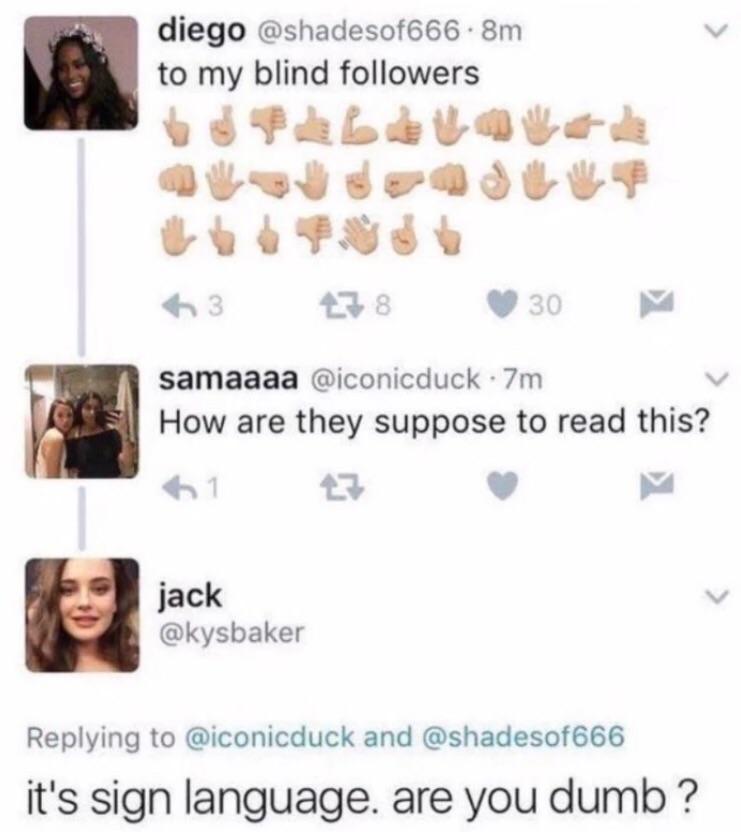 diego @shadesof666 · 8m
to my blind followers
3 8 30
samaaaa @iconicduck · 7m
How are they suppose to read this?
1
jack
@kysbaker
Replying to @iconicduck and @shadesof666
it's sign language. are you dumb ?